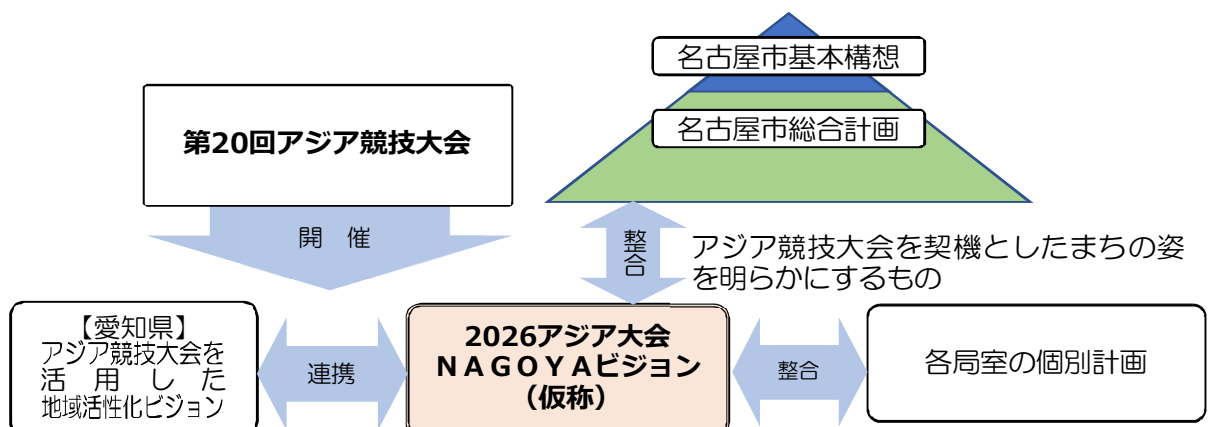 名古屋市基本構想
名古屋市総合計画
第20回アジア競技大会
開　催
整合
アジア競技大会を契機としたまちの姿
を明らかにするもの
【愛知県】
アジア競技大会を
活用した
地域活性化ビジョン
連携
2026アジア大会
ＮＡＧＯＹＡビジョン
（仮称）
整合
各局室の個別計画